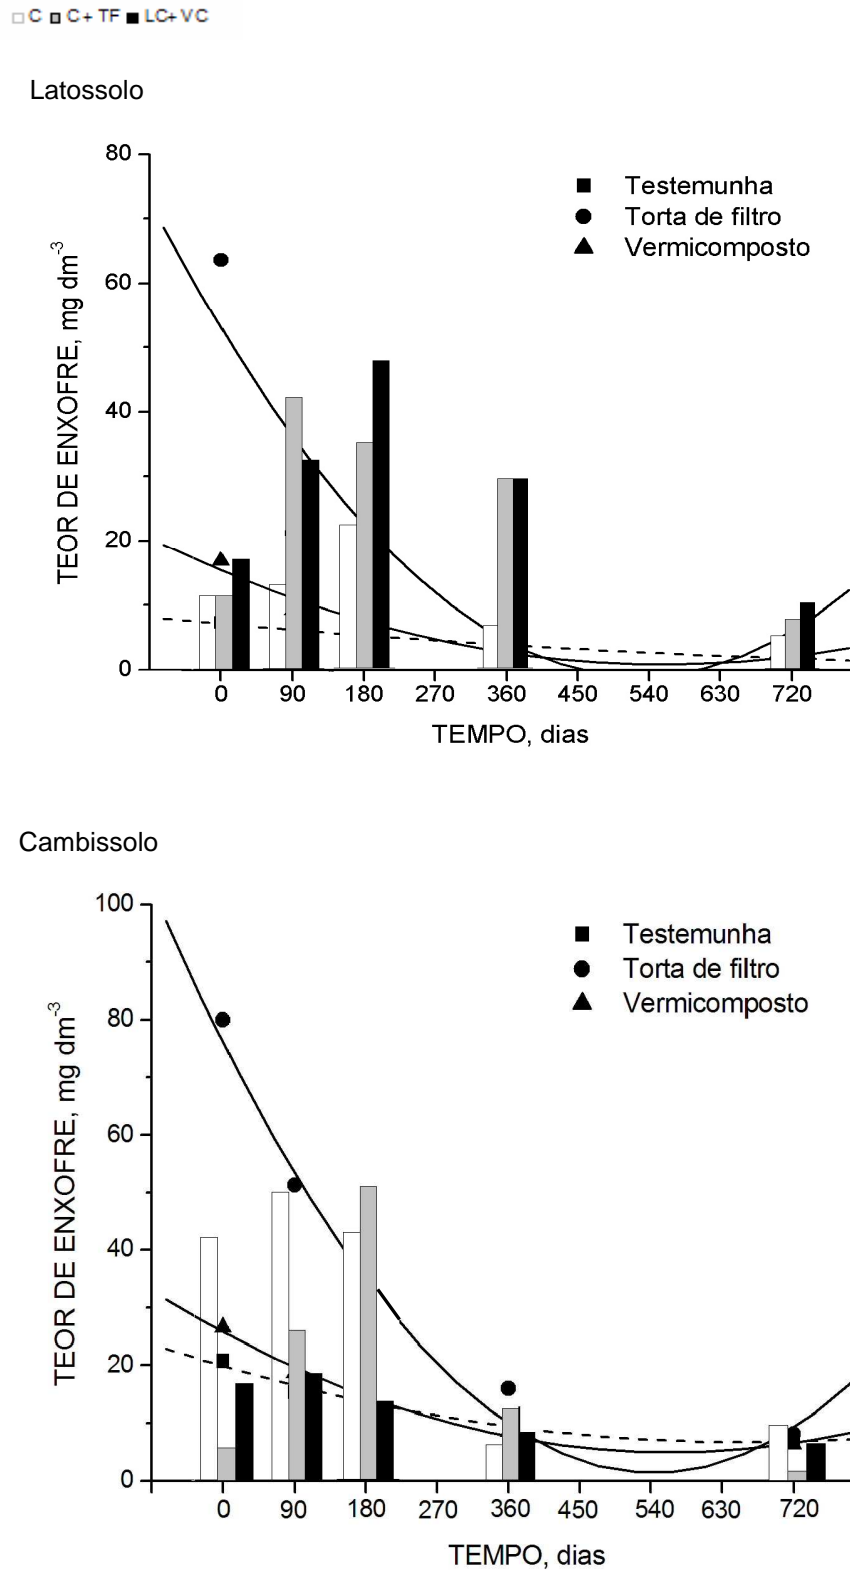 C C + TF LC+ VC
Latossolo
80
60
40
20
0
TEOR DE ENXOFRE, mg dm-3
Testemunha
Torta de filtro
Vermicomposto
0 90 180 270 360 450 540 630 720
TEMPO, dias
Cambissolo
100
80
60
40
20
0
TEOR DE ENXOFRE, mg dm-3
Testemunha
Torta de filtro
Vermicomposto
0 90 180 270 360 450 540 630 720
TEMPO, dias